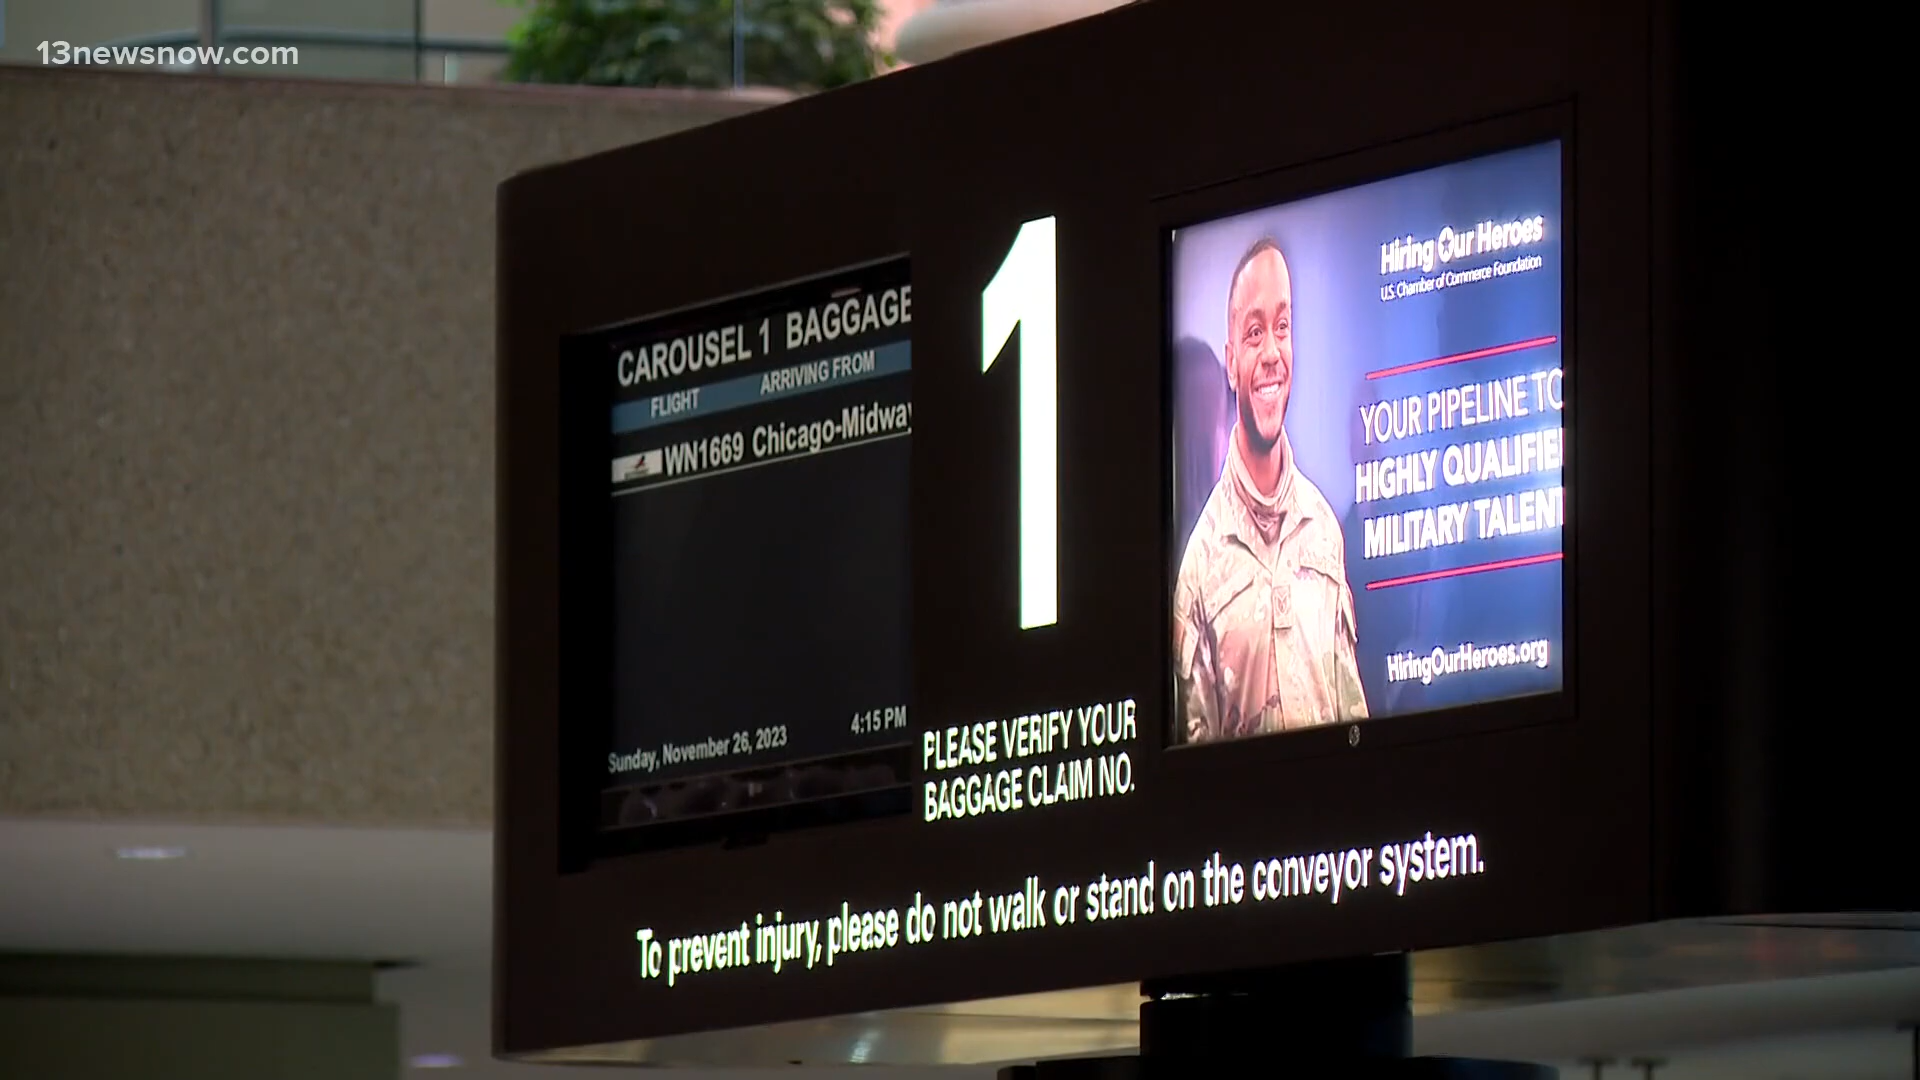 13newsnow.com
CAROUSEL 1 BAGGAGE
FLIGHT ARRIVING FROM
WN1669 Chicago-Midway
Sunday, November 26, 2023 4:15 PM
1
PLEASE VERIFY YOUR
BAGGAGE CLAIM NO.
Hiring Our Heroes
U.S. Chamber of Commerce Foundation
YOUR PIPELINE TO
HIGHLY QUALIFIE
MILITARY TALENT
HiringOurHeroes.org
To prevent injury, please do not walk or stand on the conveyor system.